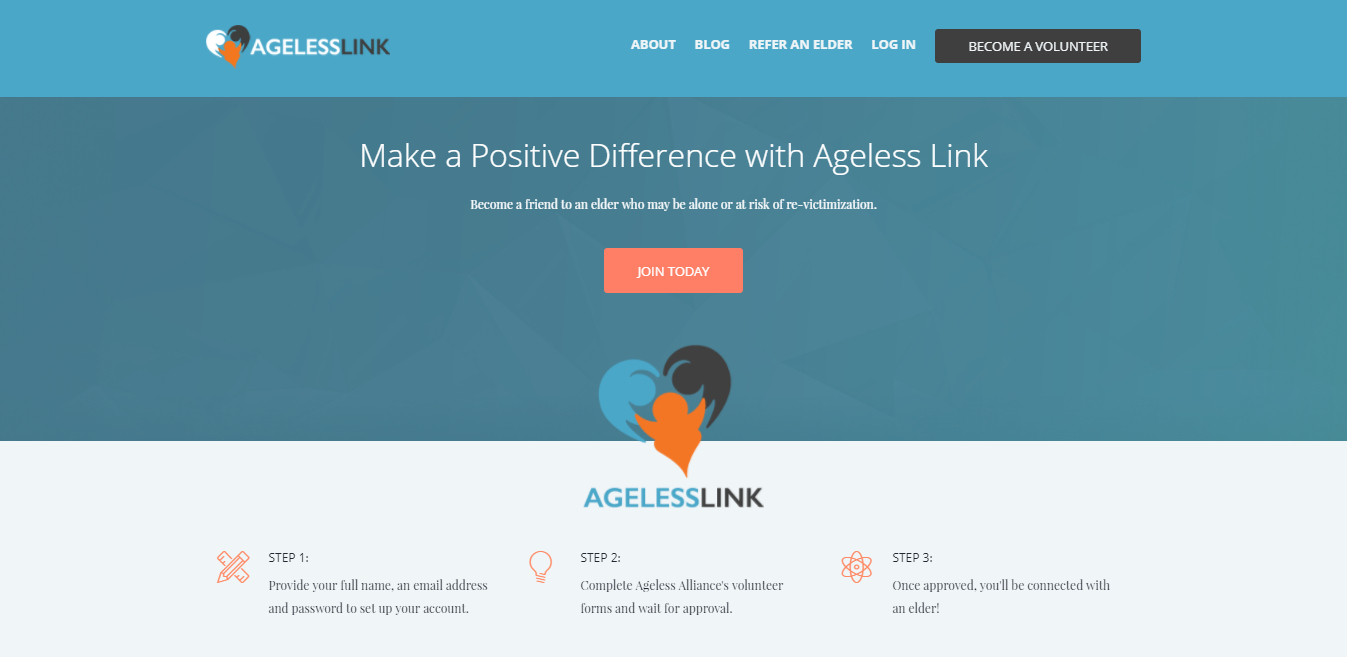 AGELESSLINK
ABOUT BLOG REFER AN ELDER LOG IN BECOME A VOLUNTEER
Make a Positive Difference with Ageless Link
Become a friend to an elder who may be alone or at risk of re-victimization.
JOIN TODAY
AGELESSLINK
STEP 1:
Provide your full name, an email address
and password to set up your account.
STEP 2:
Complete Ageless Alliance's volunteer
forms and wait for approval.
STEP 3:
Once approved, you'll be connected with
an elder!